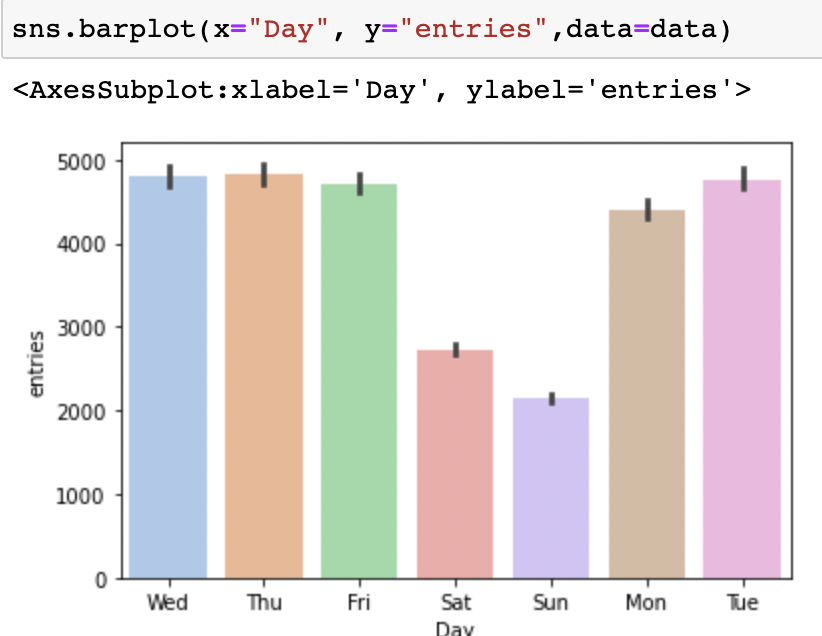 sns.barplot(x="Day", y="entries",data=data)
<AxesSubplot:xlabel='Day', ylabel='entries'>
5000
4000
3000
2000
1000
0
entries
Wed Thu Fri Sat Sun Mon Tue
Day